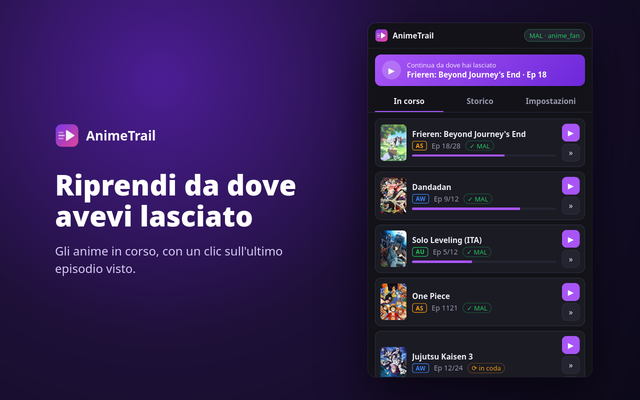 AnimeTrail
Riprendi da dove
avevi lasciato
Gli anime in corso, con un clic sull'ultimo
episodio visto.
AnimeTrail
MAL · anime_fan
Continua da dove hai lasciato
Frieren: Beyond Journey's End · Ep 18
In corso
Storico
Impostazioni
Frieren: Beyond Journey's End
AS Ep 18/28 ✓ MAL
Dandadan
AW Ep 9/12 ✓ MAL
Solo Leveling (ITA)
AU Ep 5/12 ✓ MAL
One Piece
AS Ep 1121 ✓ MAL
Jujutsu Kaisen 3
AW Ep 12/24 ⟳ in coda